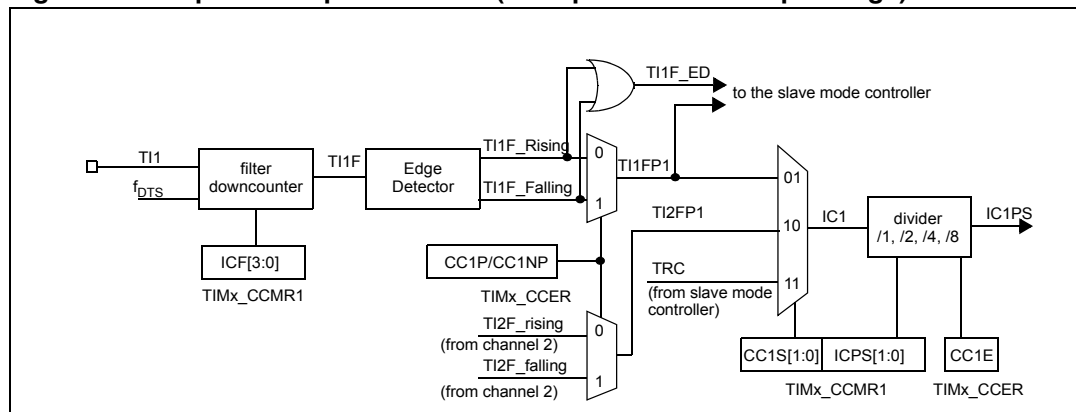 TI1F_ED
to the slave mode controller
TI1
fDTS
filter
downcounter
TI1F
Edge
Detector
TI1F_Rising
TI1F_Falling
0
1
TI1FP1
01
TI2FP1
10
IC1
divider
/1, /2, /4, /8
IC1PS
ICF[3:0]
TIMx_CCMR1
CC1P/CC1NP
TIMx_CCER
TRC
(from slave mode
controller)
11
TI2F_rising
(from channel 2)
0
TI2F_falling
(from channel 2)
1
CC1S[1:0]
ICPS[1:0]
TIMx_CCMR1
CC1E
TIMx_CCER